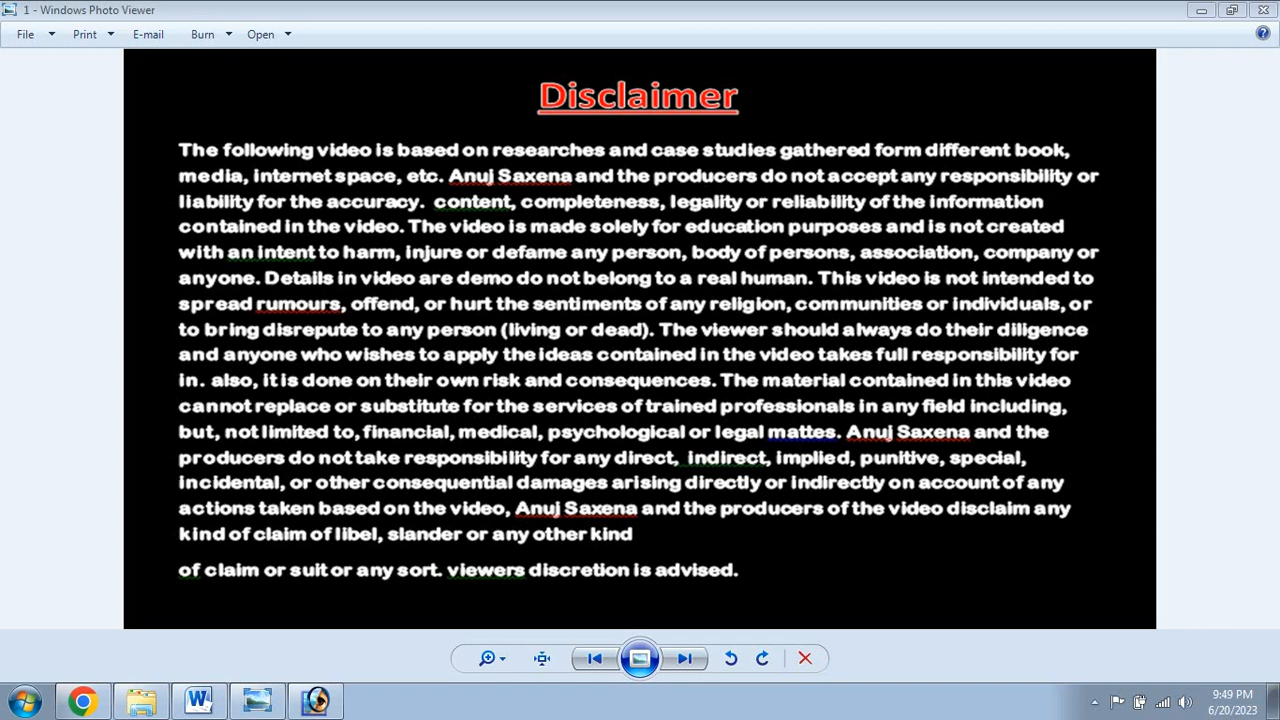 1 - Windows Photo Viewer
File Print E-mail Burn Open
Disclaimer
The following video is based on researches and case studies gathered form different book,
media, internet space, etc. Anuj Saxena and the producers do not accept any responsibility or
liability for the accuracy. content, completeness, legality or reliability of the information
contained in the video. The video is made solely for education purposes and is not created
with an intent to harm, injure or defame any person, body of persons, association, company or
anyone. Details in video are demo do not belong to a real human. This video is not intended to
spread rumours, offend, or hurt the sentiments of any religion, communities or individuals, or
to bring disrepute to any person (living or dead). The viewer should always do their diligence
and anyone who wishes to apply the ideas contained in the video takes full responsibility for
in. also, it is done on their own risk and consequences. The material contained in this video
cannot replace or substitute for the services of trained professionals in any field including,
but, not limited to, financial, medical, psychological or legal mattes. Anuj Saxena and the
producers do not take responsibility for any direct, indirect, implied, punitive, special,
incidental, or other consequential damages arising directly or indirectly on account of any
actions taken based on the video, Anuj Saxena and the producers of the video disclaim any
kind of claim of libel, slander or any other kind
of claim or suit or any sort. viewers discretion is advised.
9:49 PM
6/20/2023